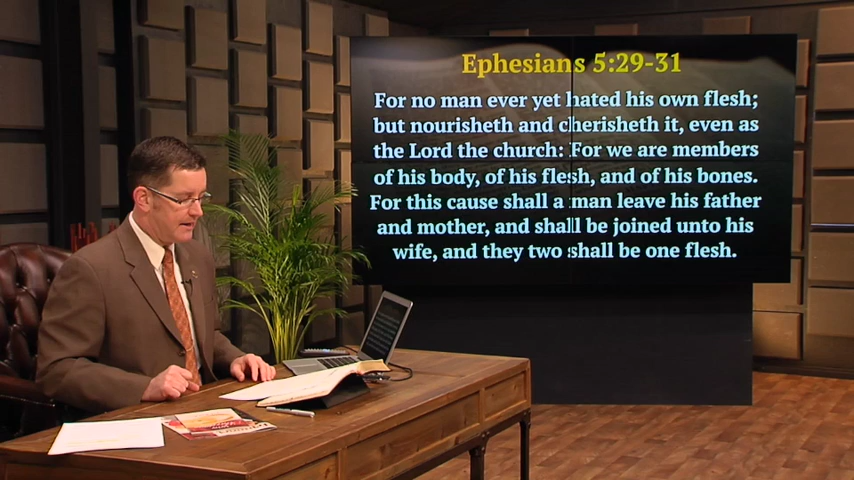 Ephesians 5:29-31
For no man ever yet hated his own flesh;
but nourisheth and cherisheth it, even as
the Lord the church: For we are members
of his body, of his flesh, and of his bones.
For this cause shall a man leave his father
and mother, and shall be joined unto his
wife, and they two shall be one flesh.